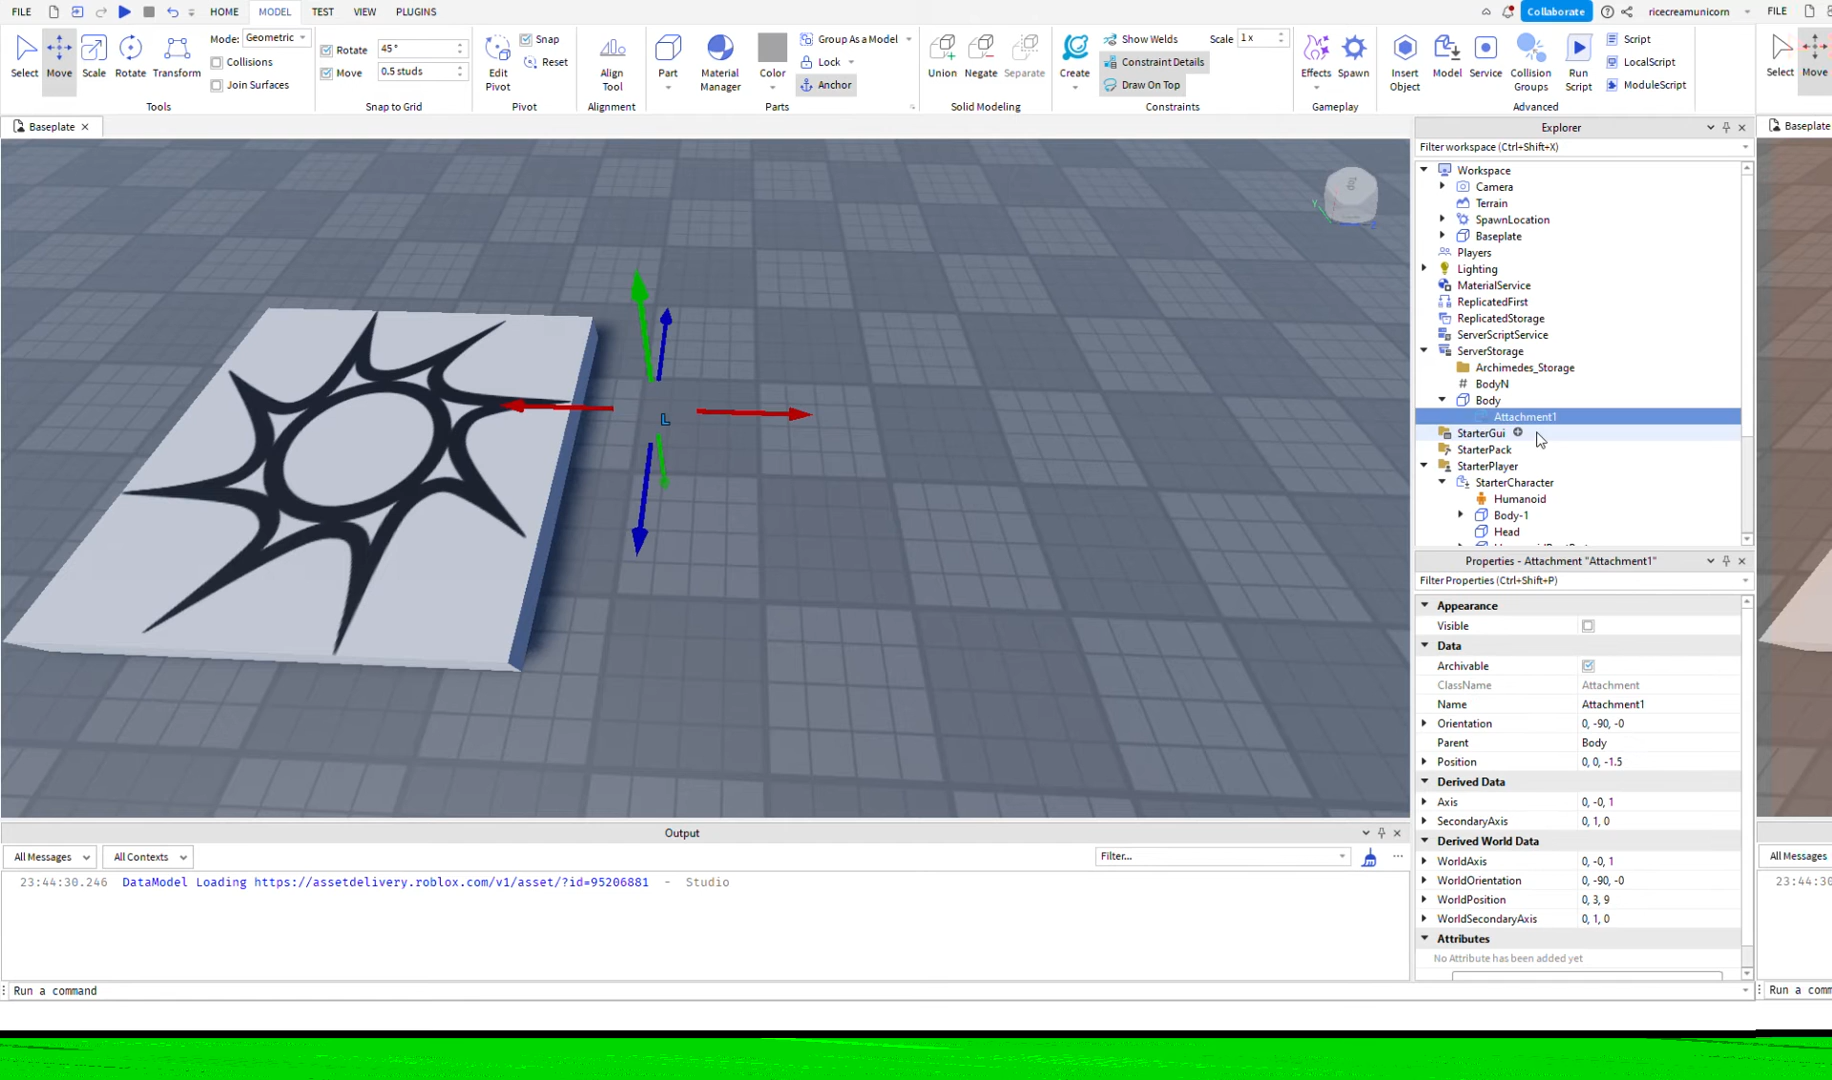 FILE HOME MODEL TEST VIEW PLUGINS Collaborate ricecreamunicorn FILE
Select Move Scale Rotate Transform
Mode: Geometric
Collisions
Join Surfaces
Tools
Rotate 45°
Move 0.5 studs
Snap to Grid
Edit Pivot
Snap
Reset
Pivot
Align Tool
Alignment
Part
Material Manager
Color
Group As a Model
Lock
Anchor
Parts
Union Negate Separate
Solid Modeling
Create
Show Welds
Constraint Details
Draw On Top
Scale 1 x
Constraints
Effects Spawn
Gameplay
Insert Object
Model
Service
Collision Groups
Run Script
Script
LocalScript
ModuleScript
Advanced
Select Move
Baseplate
Top
Y
Z
L
Explorer
Filter workspace (Ctrl+Shift+X)
Workspace
Camera
Terrain
SpawnLocation
Baseplate
Players
Lighting
MaterialService
ReplicatedFirst
ReplicatedStorage
ServerScriptService
ServerStorage
Archimedes_Storage
# BodyN
Body
Attachment1
StarterGui
StarterPack
StarterPlayer
StarterCharacter
Humanoid
Body-1
Head
Properties - Attachment "Attachment1"
Filter Properties (Ctrl+Shift+P)
Appearance
Visible
Data
Archivable
ClassName Attachment
Name Attachment1
Orientation 0, -90, -0
Parent Body
Position 0, 0, -1.5
Derived Data
Axis 0, -0, 1
SecondaryAxis 0, 1, 0
Derived World Data
WorldAxis 0, -0, 1
WorldOrientation 0, -90, -0
WorldPosition 0, 3, 9
WorldSecondaryAxis 0, 1, 0
Attributes
No Attribute has been added yet
Output
All Messages All Contexts Filter...
23:44:30.246 DataModel Loading https://assetdelivery.roblox.com/v1/asset/?id=95206881 - Studio
Run a command
Baseplate
All Messages
23:44:30
Run a comm